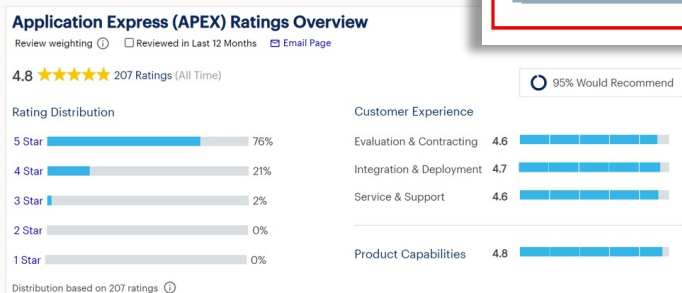 Application Express (APEX) Ratings Overview
Review weighting Reviewed in Last 12 Months Email Page
4.8 207 Ratings (All Time)
95% Would Recommend
Rating Distribution
5 Star 76%
4 Star 21%
3 Star 2%
2 Star 0%
1 Star 0%
Distribution based on 207 ratings
Customer Experience
Evaluation & Contracting 4.6
Integration & Deployment 4.7
Service & Support 4.6
Product Capabilities 4.8